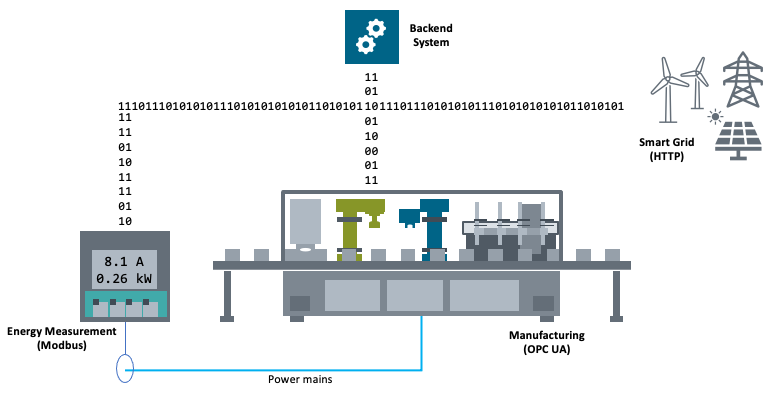 Backend
System
11
01
11101110101010111010101010101101010110111011101010101110101010101011010101
11
11
01
10
11
11
01
10
01
10
00
01
11
Smart Grid
(HTTP)
8.1 A
0.26 kW
Energy Measurement
(Modbus)
Manufacturing
(OPC UA)
Power mains